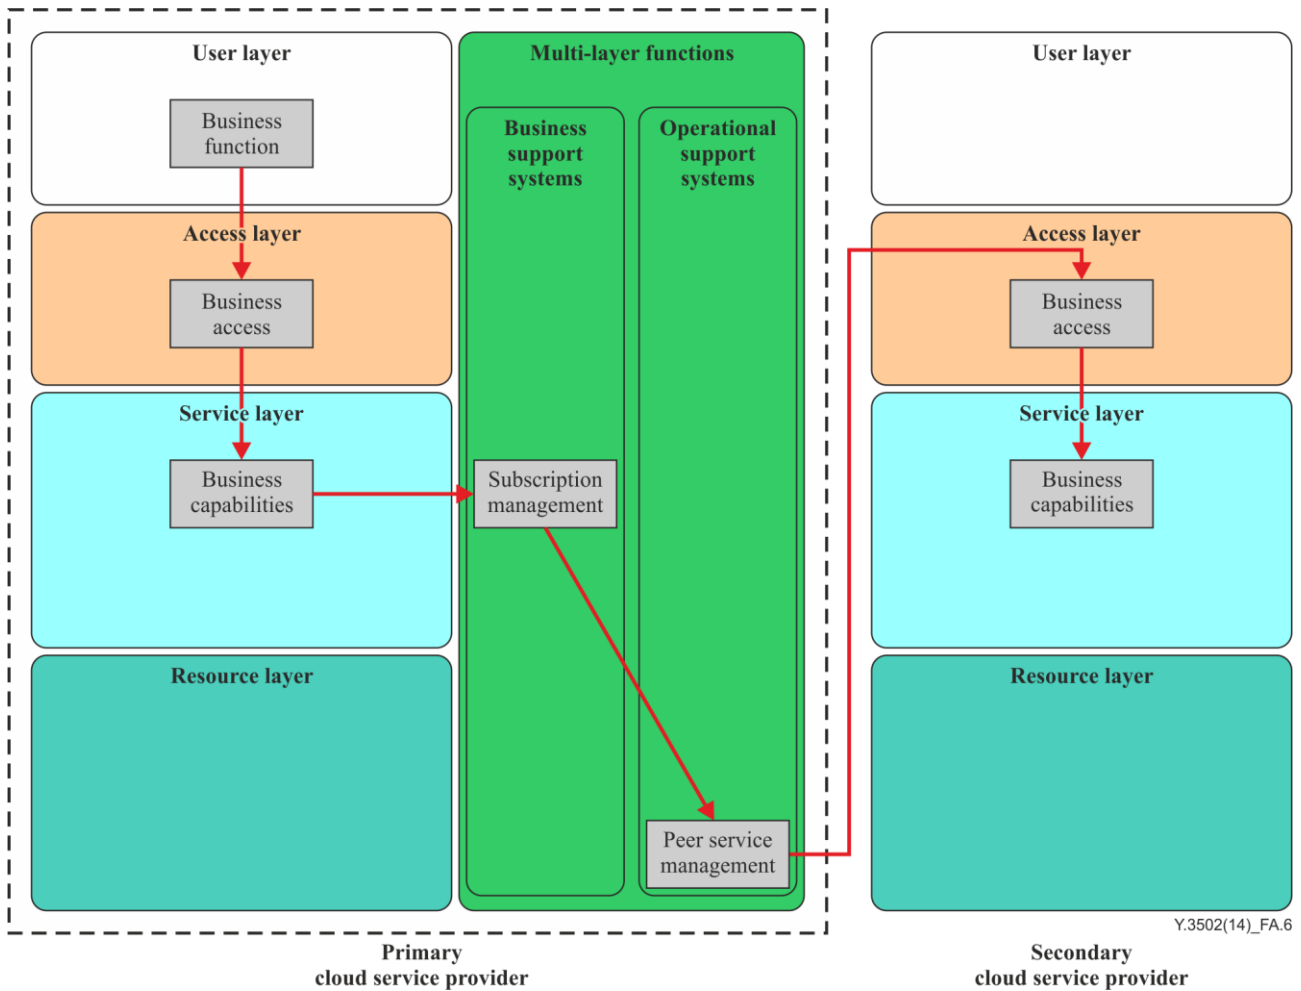 User layer
Multi-layer functions
User layer
Business
function
Business
support
systems
Operational
support
systems
Access layer
Access layer
Business
access
Business
access
Service layer
Service layer
Business
capabilities
Subscription
management
Business
capabilities
Resource layer
Resource layer
Peer service
management
Y.3502(14)_FA.6
Primary
cloud service provider
Secondary
cloud service provider